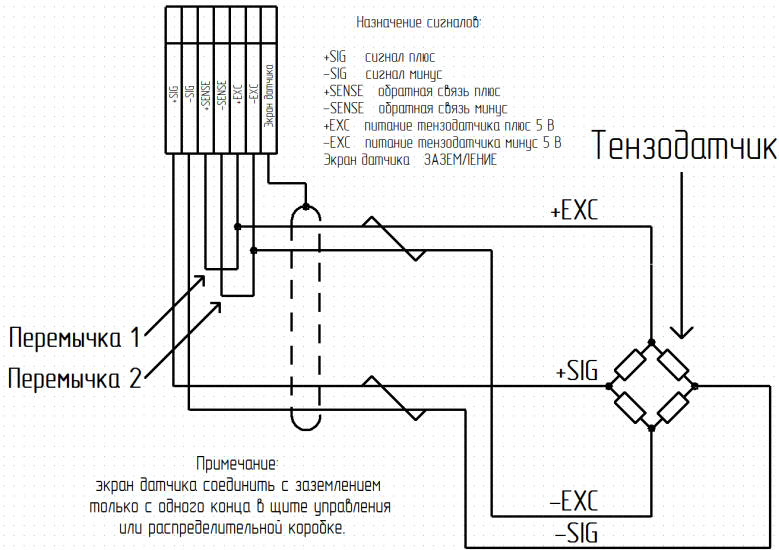 Назначение сигналов:
+SIG сигнал плюс
−SIG сигнал минус
+SENSE обратная связь плюс
−SENSE обратная связь минус
+EXC питание тензодатчика плюс 5 В
−EXC питание тензодатчика минус 5 В
Экран датчика ЗАЗЕМЛЕНИЕ
+SIG
−SIG
+SENSE
−SENSE
+EXC
−EXC
Экран датчика
Тензодатчик
+EXC
Перемычка 1
Перемычка 2
+SIG
Примечание:
экран датчика соединить с заземлением
только с одного конца в щите управления
или распределительной коробке.
−EXC
−SIG